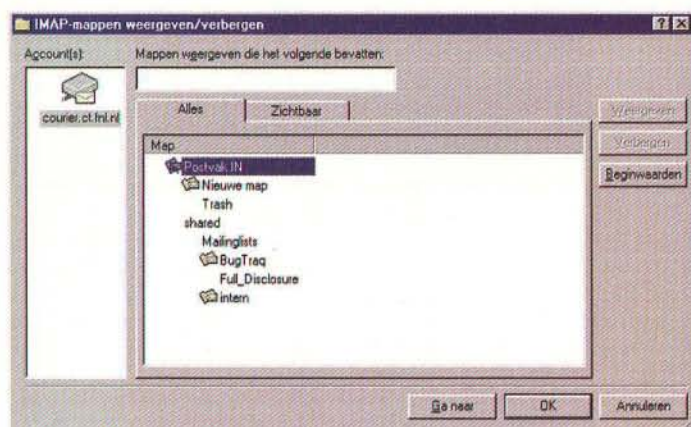 IMAP-mappen weergeven/verbergen
Account(s):
Mappen weergeven die het volgende bevatten:
courier.ct.fnl.nl
Alles
Zichtbaar
Map
Postvak IN
Nieuwe map
Trash
shared
Mailinglists
BugTraq
Full_Disclosure
intern
Weergeven
Verbergen
Beginwaarden
Ga naar
OK
Annuleren